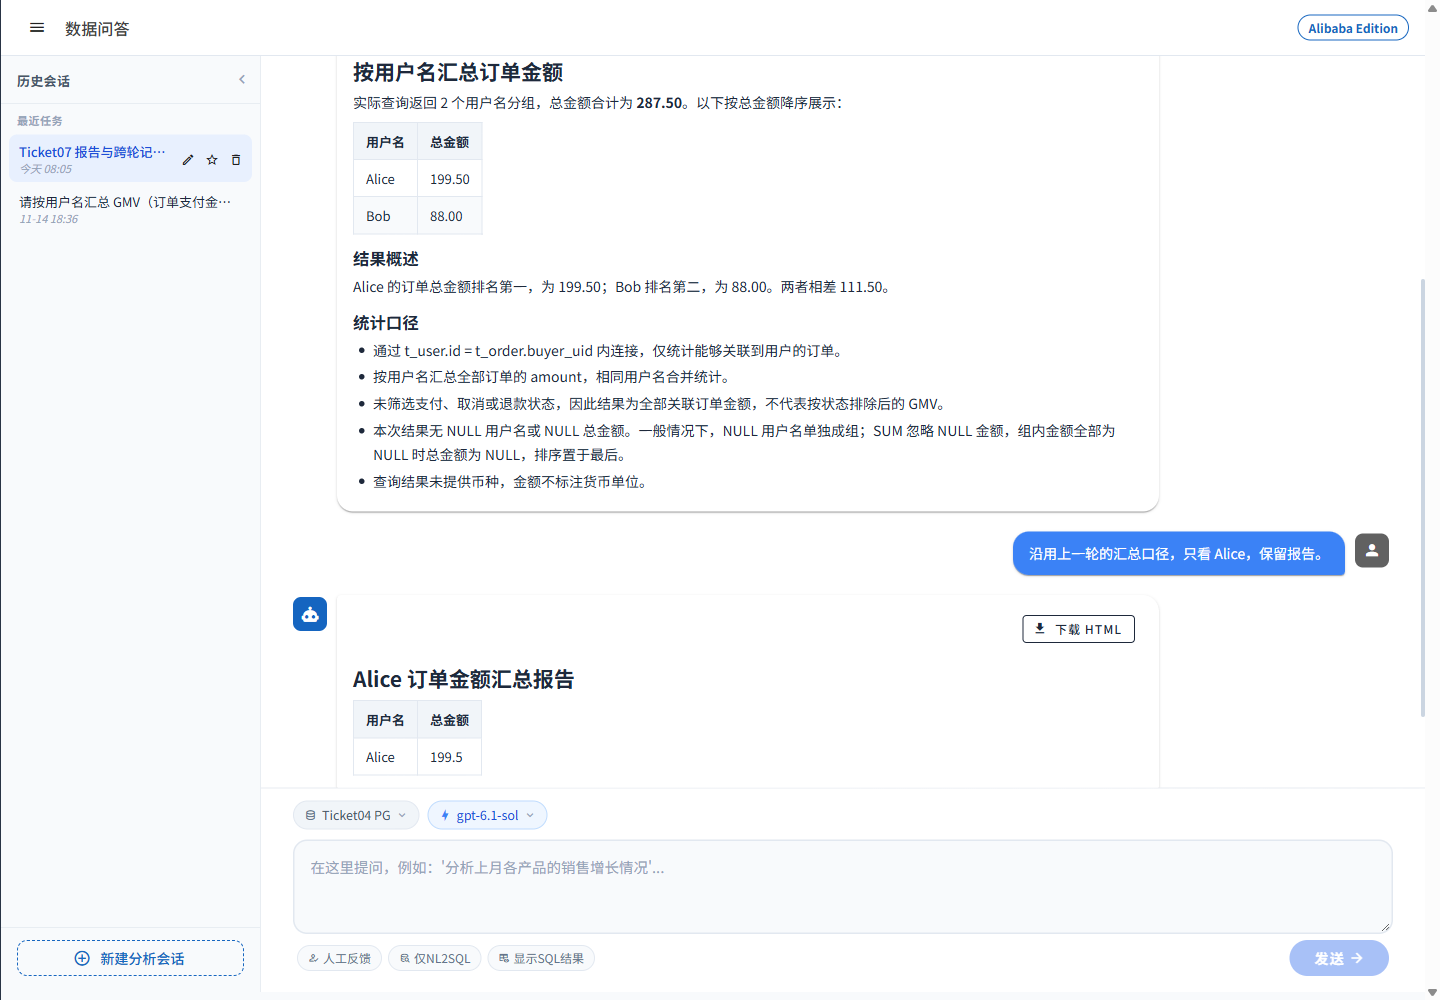 数据问答
Alibaba Edition
历史会话
最近任务
Ticket07 报告与跨轮记…
今天 08:05
请按用户名汇总 GMV（订单支付金…
11-14 18:36
新建分析会话
按用户名汇总订单金额
实际查询返回 2 个用户名分组，总金额合计为 287.50。以下按总金额降序展示：
用户名 总金额
Alice 199.50
Bob 88.00
结果概述
Alice 的订单总金额排名第一，为 199.50；Bob 排名第二，为 88.00。两者相差 111.50。
统计口径
通过 t_user.id = t_order.buyer_uid 内连接，仅统计能够关联到用户的订单。
按用户名汇总全部订单的 amount，相同用户名合并统计。
未筛选支付、取消或退款状态，因此结果为全部关联订单金额，不代表按状态排除后的 GMV。
本次结果无 NULL 用户名或 NULL 总金额。一般情况下，NULL 用户名单独成组；SUM 忽略 NULL 金额，组内金额全部为
NULL 时总金额为 NULL，排序置于最后。
查询结果未提供币种，金额不标注货币单位。
沿用上一轮的汇总口径，只看 Alice，保留报告。
下载 HTML
Alice 订单金额汇总报告
用户名 总金额
Alice 199.5
Ticket04 PG
gpt-6.1-sol
在这里提问，例如：'分析上月各产品的销售增长情况'...
人工反馈
仅NL2SQL
显示SQL结果
发送